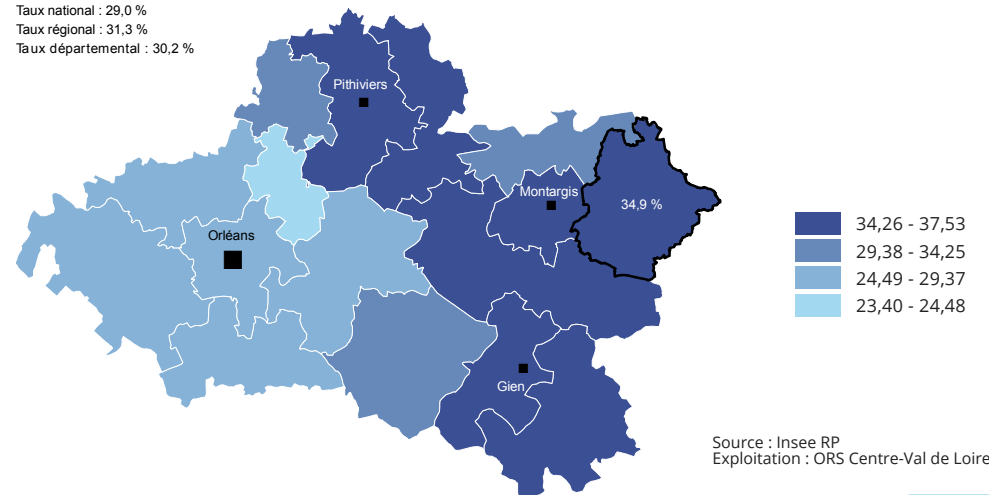 Taux national : 29,0 %
Taux régional : 31,3 %
Taux départemental : 30,2 %
Pithiviers
Montargis
34,9 %
Orléans
Gien
34,26 - 37,53
29,38 - 34,25
24,49 - 29,37
23,40 - 24,48
Source : Insee RP
Exploitation : ORS Centre-Val de Loire